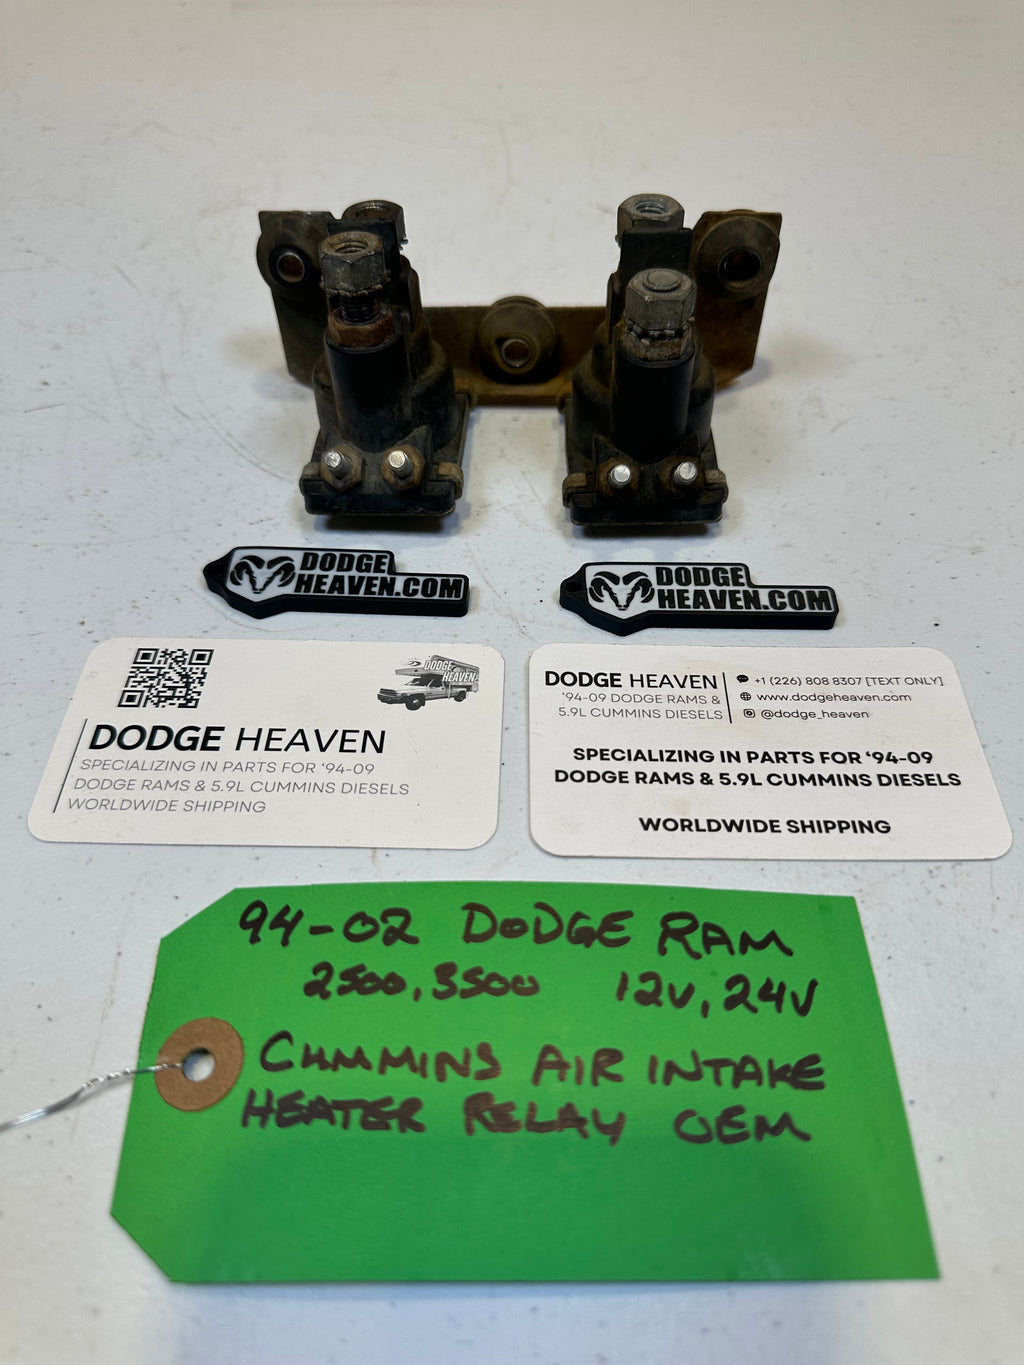 DODGE
HEAVEN.COM
DODGE
HEAVEN.COM
DODGE
HEAVEN
DODGE HEAVEN
SPECIALIZING IN PARTS FOR '94-09
DODGE RAMS & 5.9L CUMMINS DIESELS
WORLDWIDE SHIPPING
DODGE HEAVEN
'94-09 DODGE RAMS &
5.9L CUMMINS DIESELS
+1 (226) 808 8307 [TEXT ONLY]
www.dodgeheaven.com
@dodge_heaven
SPECIALIZING IN PARTS FOR '94-09
DODGE RAMS & 5.9L CUMMINS DIESELS
WORLDWIDE SHIPPING
94-02 DODGE RAM
2500, 3500 12V, 24V
CUMMINS AIR INTAKE
HEATER RELAY OEM